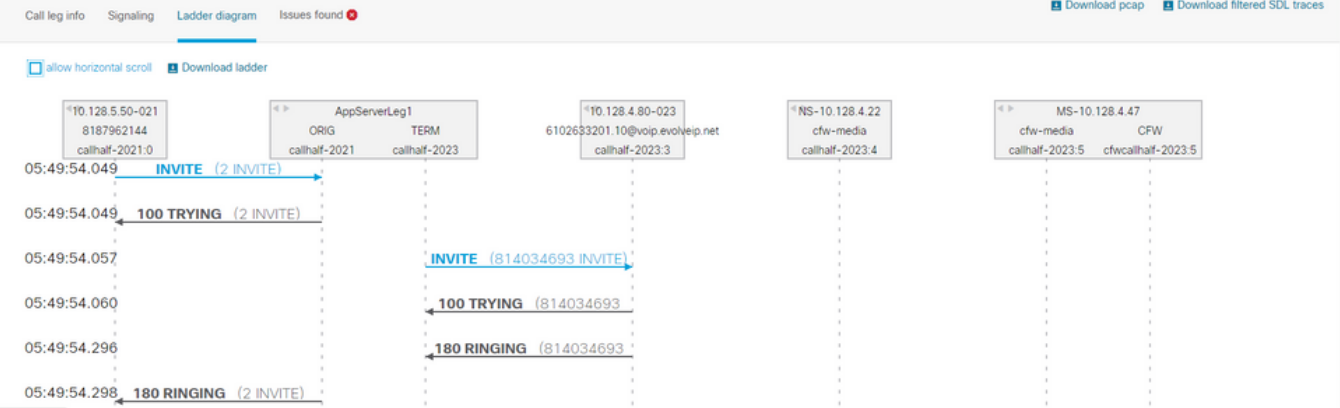 Call leg info Signaling Ladder diagram Issues found Download pcap Download filtered SDL traces
allow horizontal scroll Download ladder
10.128.5.50-021 AppServerLeg1 10.128.4.80-023 NS-10.128.4.22 MS-10.128.4.47
8187962144 ORIG TERM 6102633201.10@voip.evolveip.net cfw-media cfw-media CFW
callhalf-2021:0 callhalf-2021 callhalf-2023 callhalf-2023:3 callhalf-2023:4 callhalf-2023:5 cfwcallhalf-2023:5
05:49:54.049 INVITE (2 INVITE)
05:49:54.049 100 TRYING (2 INVITE)
05:49:54.057 INVITE (814034693 INVITE)
05:49:54.060 100 TRYING (814034693
05:49:54.296 180 RINGING (814034693
05:49:54.298 180 RINGING (2 INVITE)